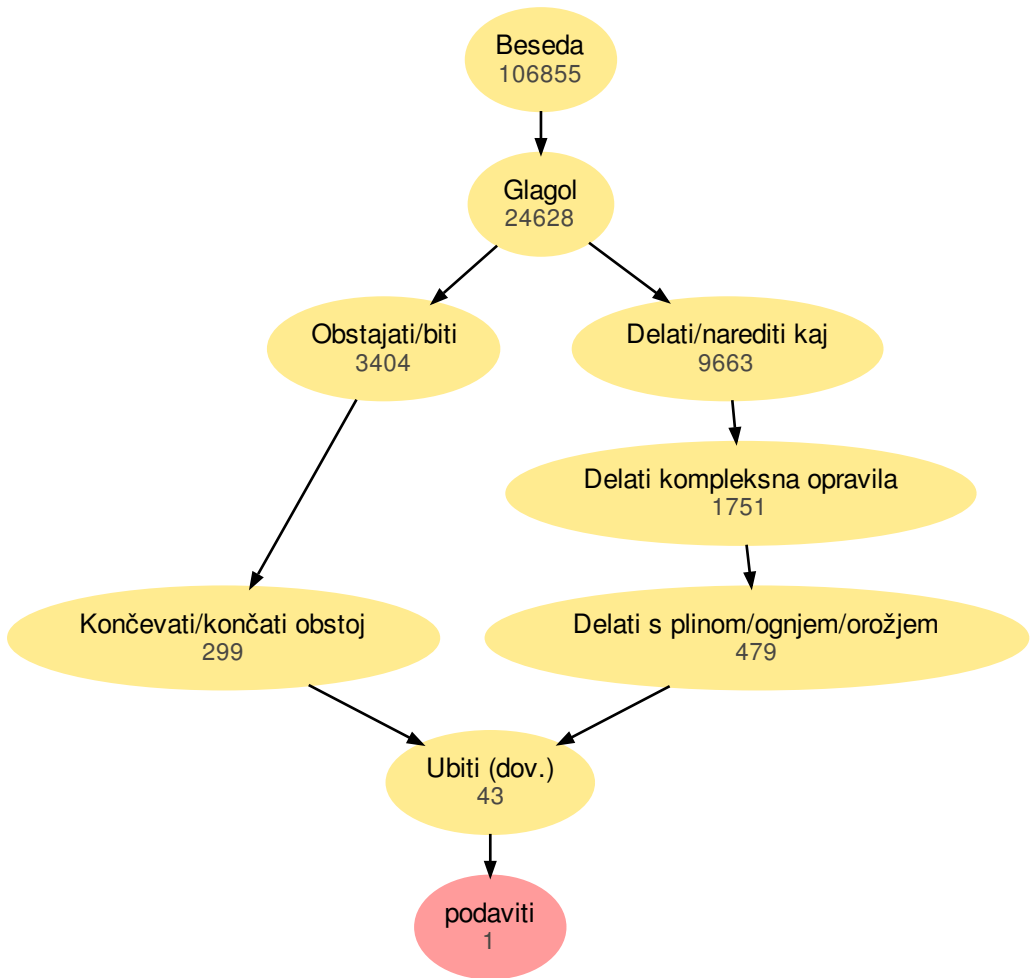 Beseda
106855
Glagol
24628
Obstajati/biti
3404
Delati/narediti kaj
9663
Delati kompleksna opravila
1751
Končevati/končati obstoj
299
Delati s plinom/ognjem/orožjem
479
Ubiti (dov.)
43
podaviti
1